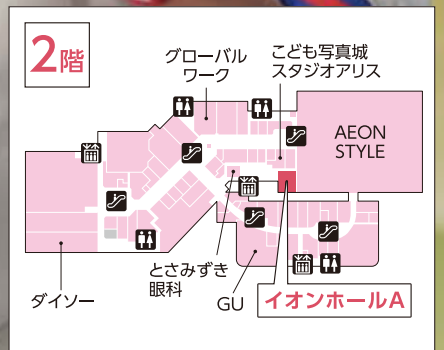 2階
グローバル
ワーク
こども写真城
スタジオアリス
AEON
STYLE
とさみずき
眼科
ダイソー
GU
イオンホールA